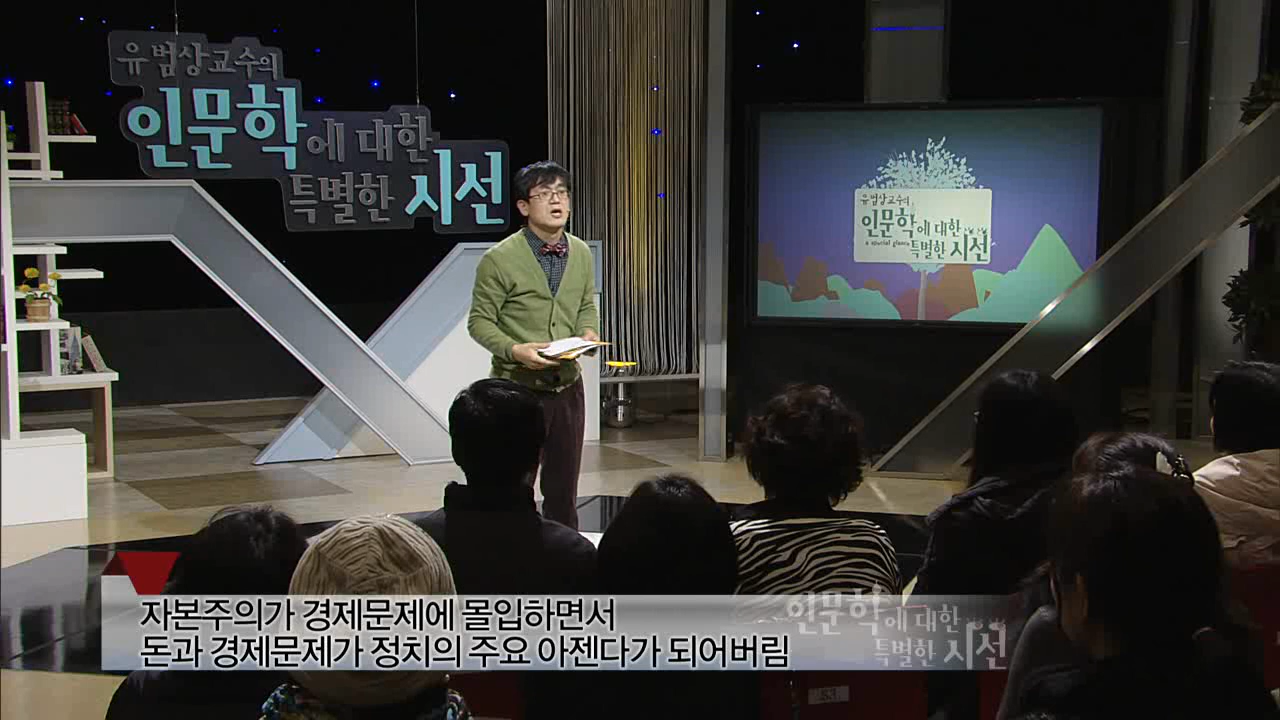 유범상교수의
인문학에 대한
특별한 시선
유범상교수의
인문학에 대한
a special glance
특별한 시선
자본주의가 경제문제에 몰입하면서
돈과 경제문제가 정치의 주요 아젠다가 되어버림
인문학에 대한
특별한 시선